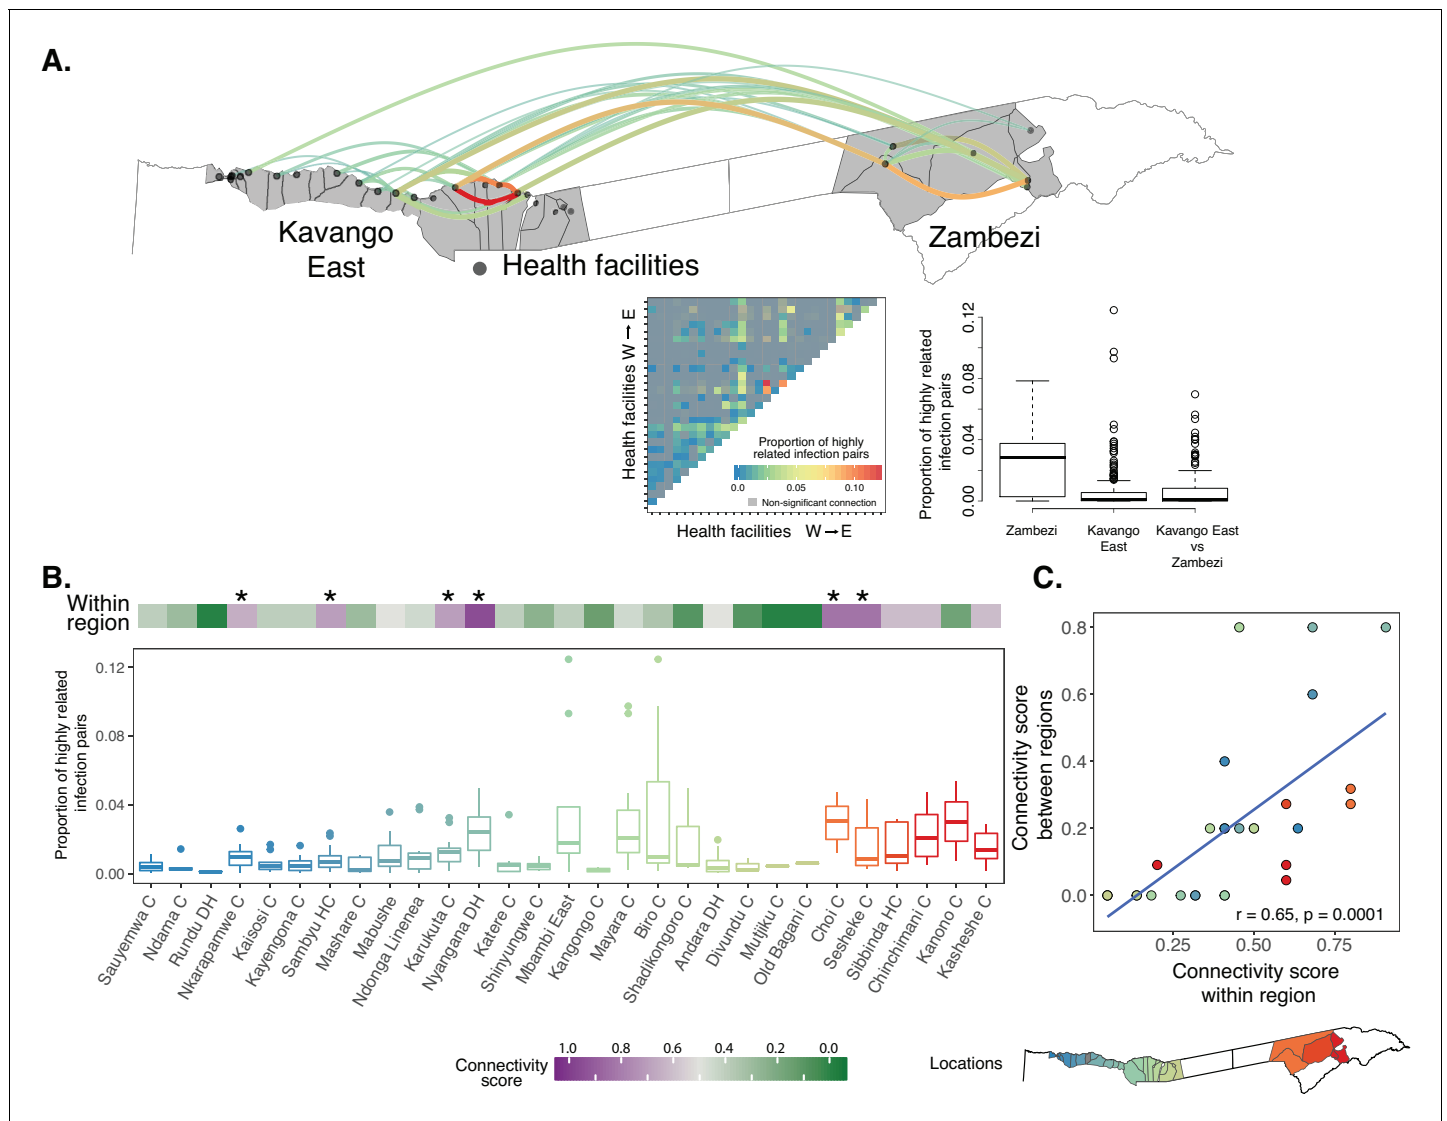 A.
Kavango
East
Zambezi
Health facilities
Health facilities W → E
Proportion of highly
related infection pairs
0.0 0.05 0.10
Non-significant connection
Health facilities W → E
Proportion of highly related
infection pairs
0.12
0.08
0.04
0.00
Zambezi
Kavango
East
Kavango East
vs
Zambezi
B.
Within
region
* * * * * *
Proportion of highly related
infection pairs
0.12
0.08
0.04
0.00
Sauyemwa C
Ndama C
Rundu DH
Nkarapamwe C
Kaisosi C
Kayengona C
Sambyu HC
Mashare C
Mabushe
Ndonga Linenea
Karukuta C
Nyangana DH
Katere C
Shinyungwe C
Mbambi East
Kangongo C
Mayara C
Biro C
Shadikongoro C
Andara DH
Divundu C
Mutjiku C
Old Bagani C
Choi C
Sesheke C
Sibbinda HC
Chinchimani C
Kanono C
Kasheshe C
Connectivity
score
1.0 0.8 0.6 0.4 0.2 0.0
C.
Connectivity score
between regions
0.8
0.6
0.4
0.2
0.0
r = 0.65, p = 0.0001
0.25 0.50 0.75
Connectivity score
within region
Locations